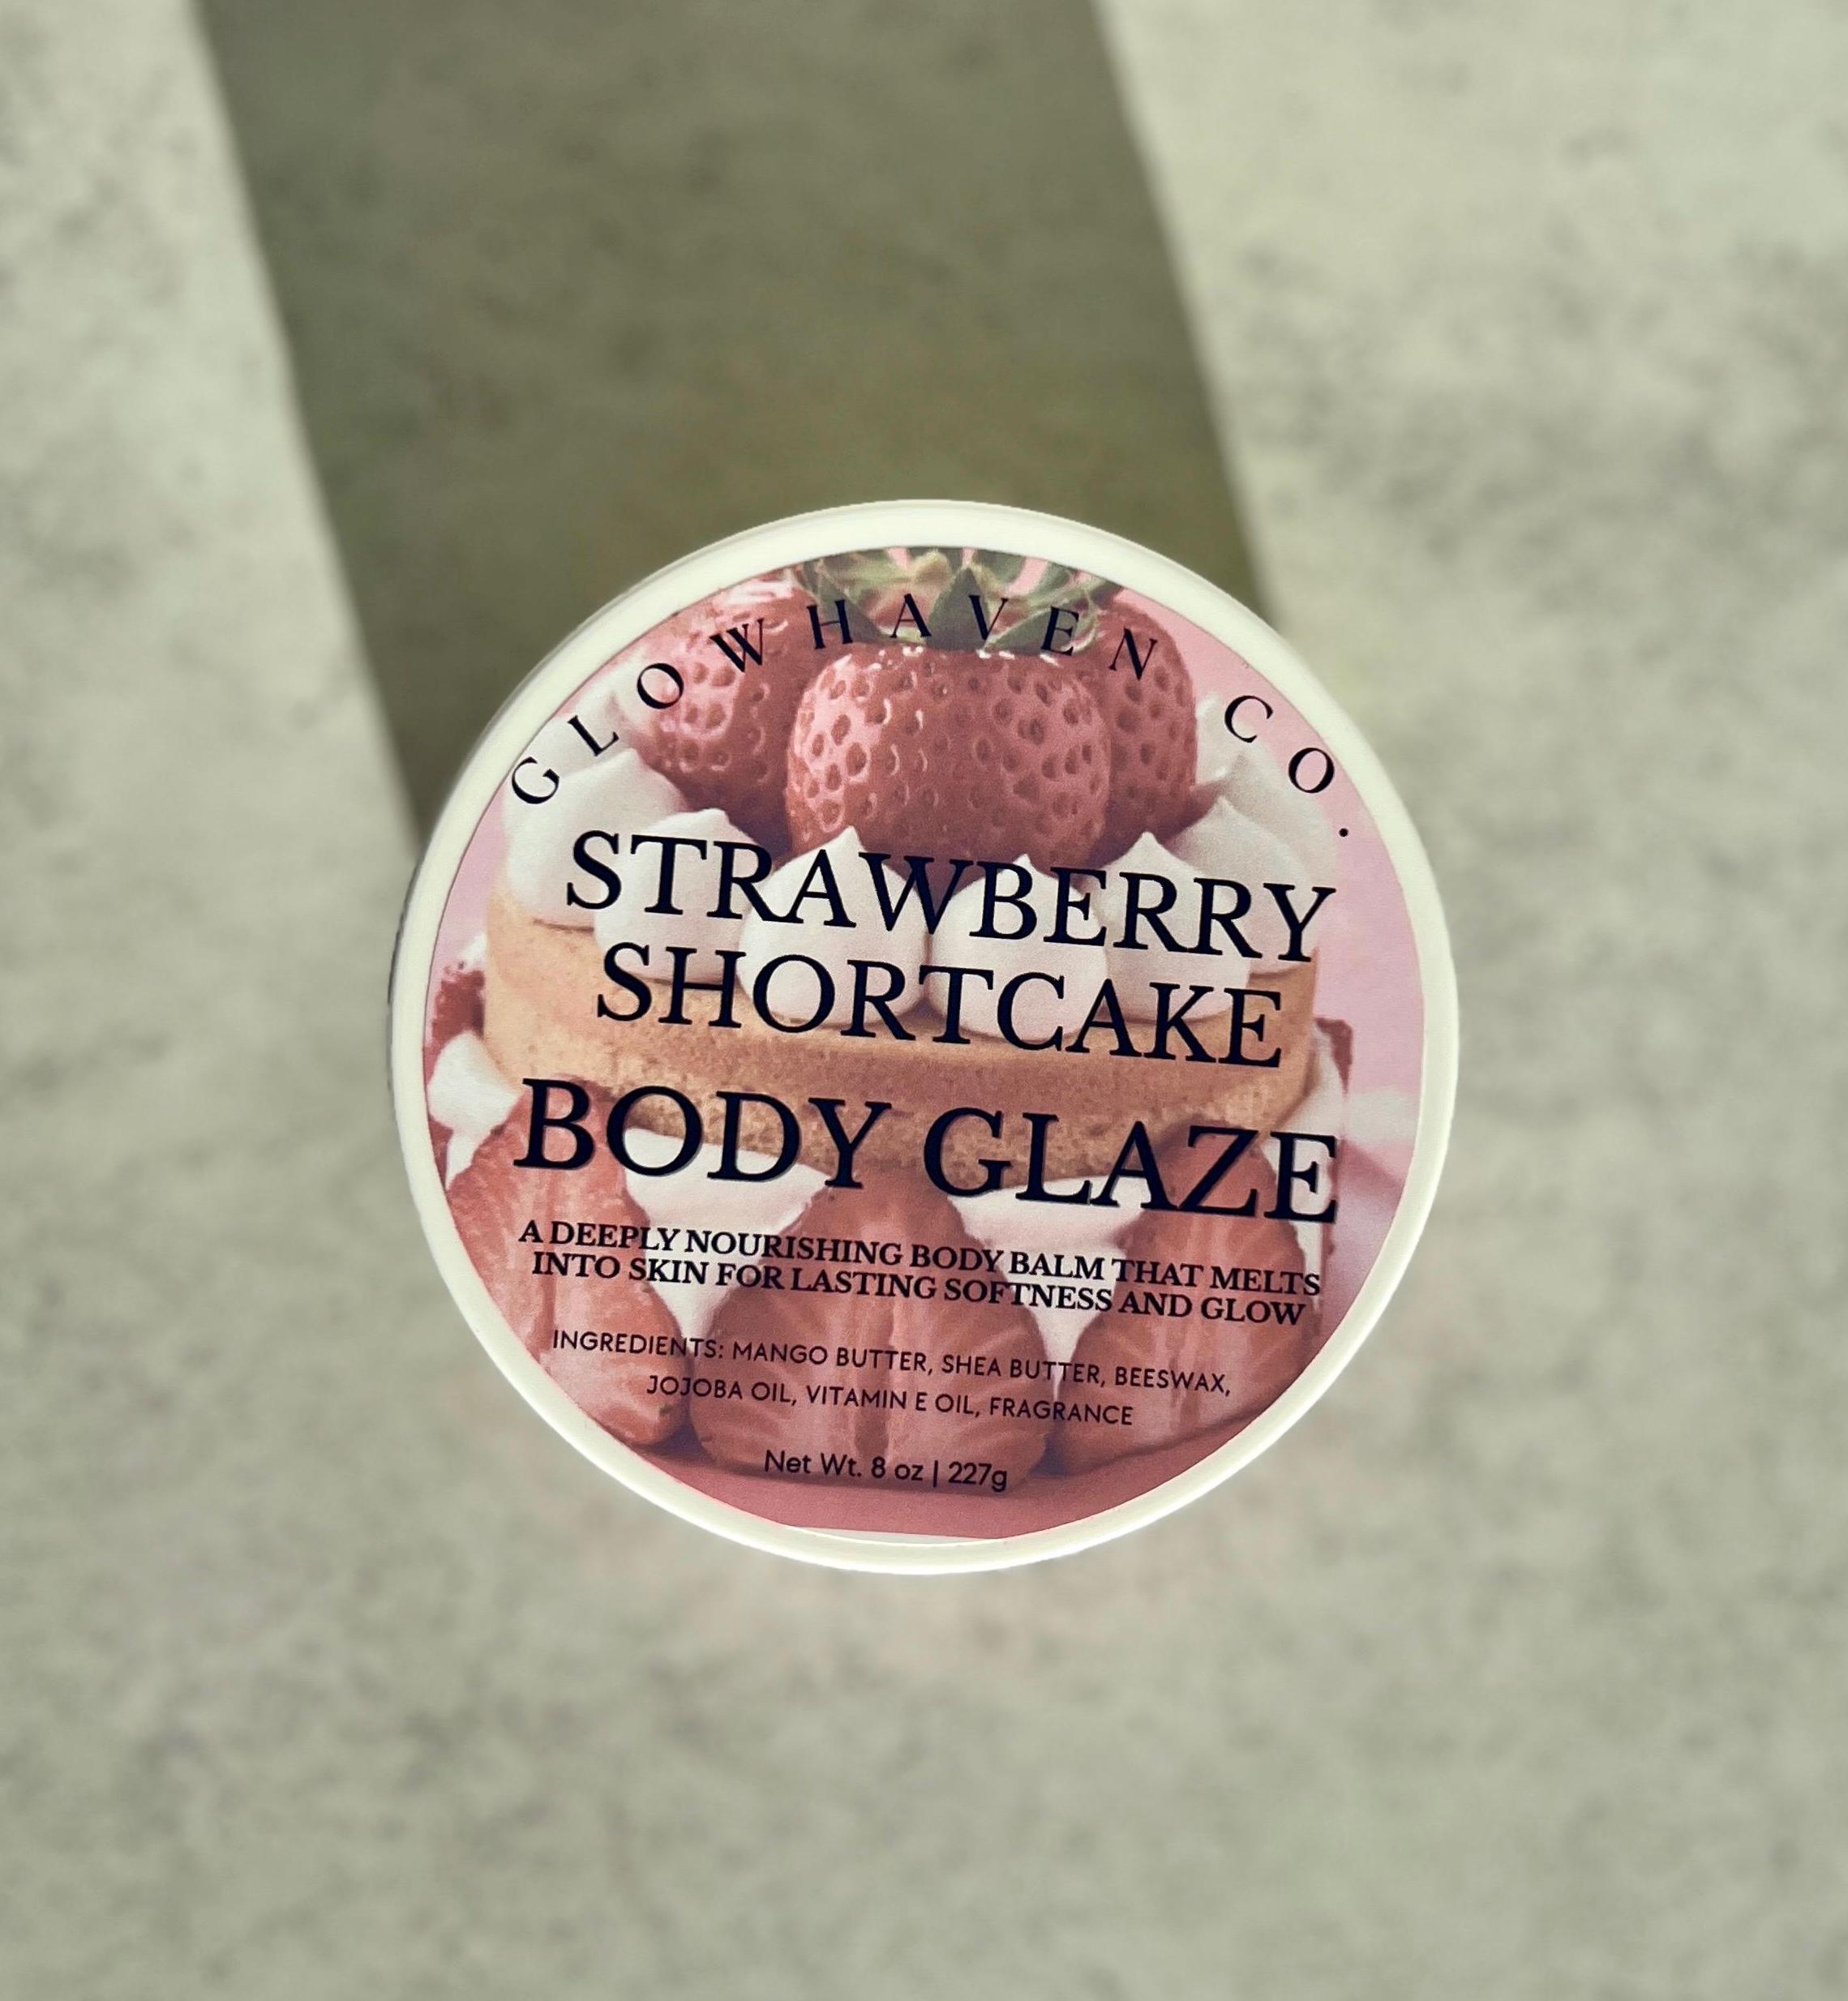 GLOWHAVEN CO.
STRAWBERRY
SHORTCAKE
BODY GLAZE
A DEEPLY NOURISHING BODY BALM THAT MELTS
INTO SKIN FOR LASTING SOFTNESS AND GLOW
INGREDIENTS: MANGO BUTTER, SHEA BUTTER, BEESWAX,
JOJOBA OIL, VITAMIN E OIL, FRAGRANCE
Net Wt. 8 oz | 227g